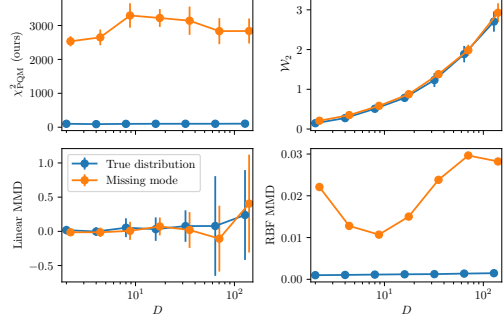 3000
2000
1000
0
χ²PQM (ours)
3
2
1
0
W₂
1.0
0.5
0.0
−0.5
Linear MMD
True distribution
Missing mode
10¹
10²
D
0.03
0.02
0.01
0.00
RBF MMD
10¹
10²
D